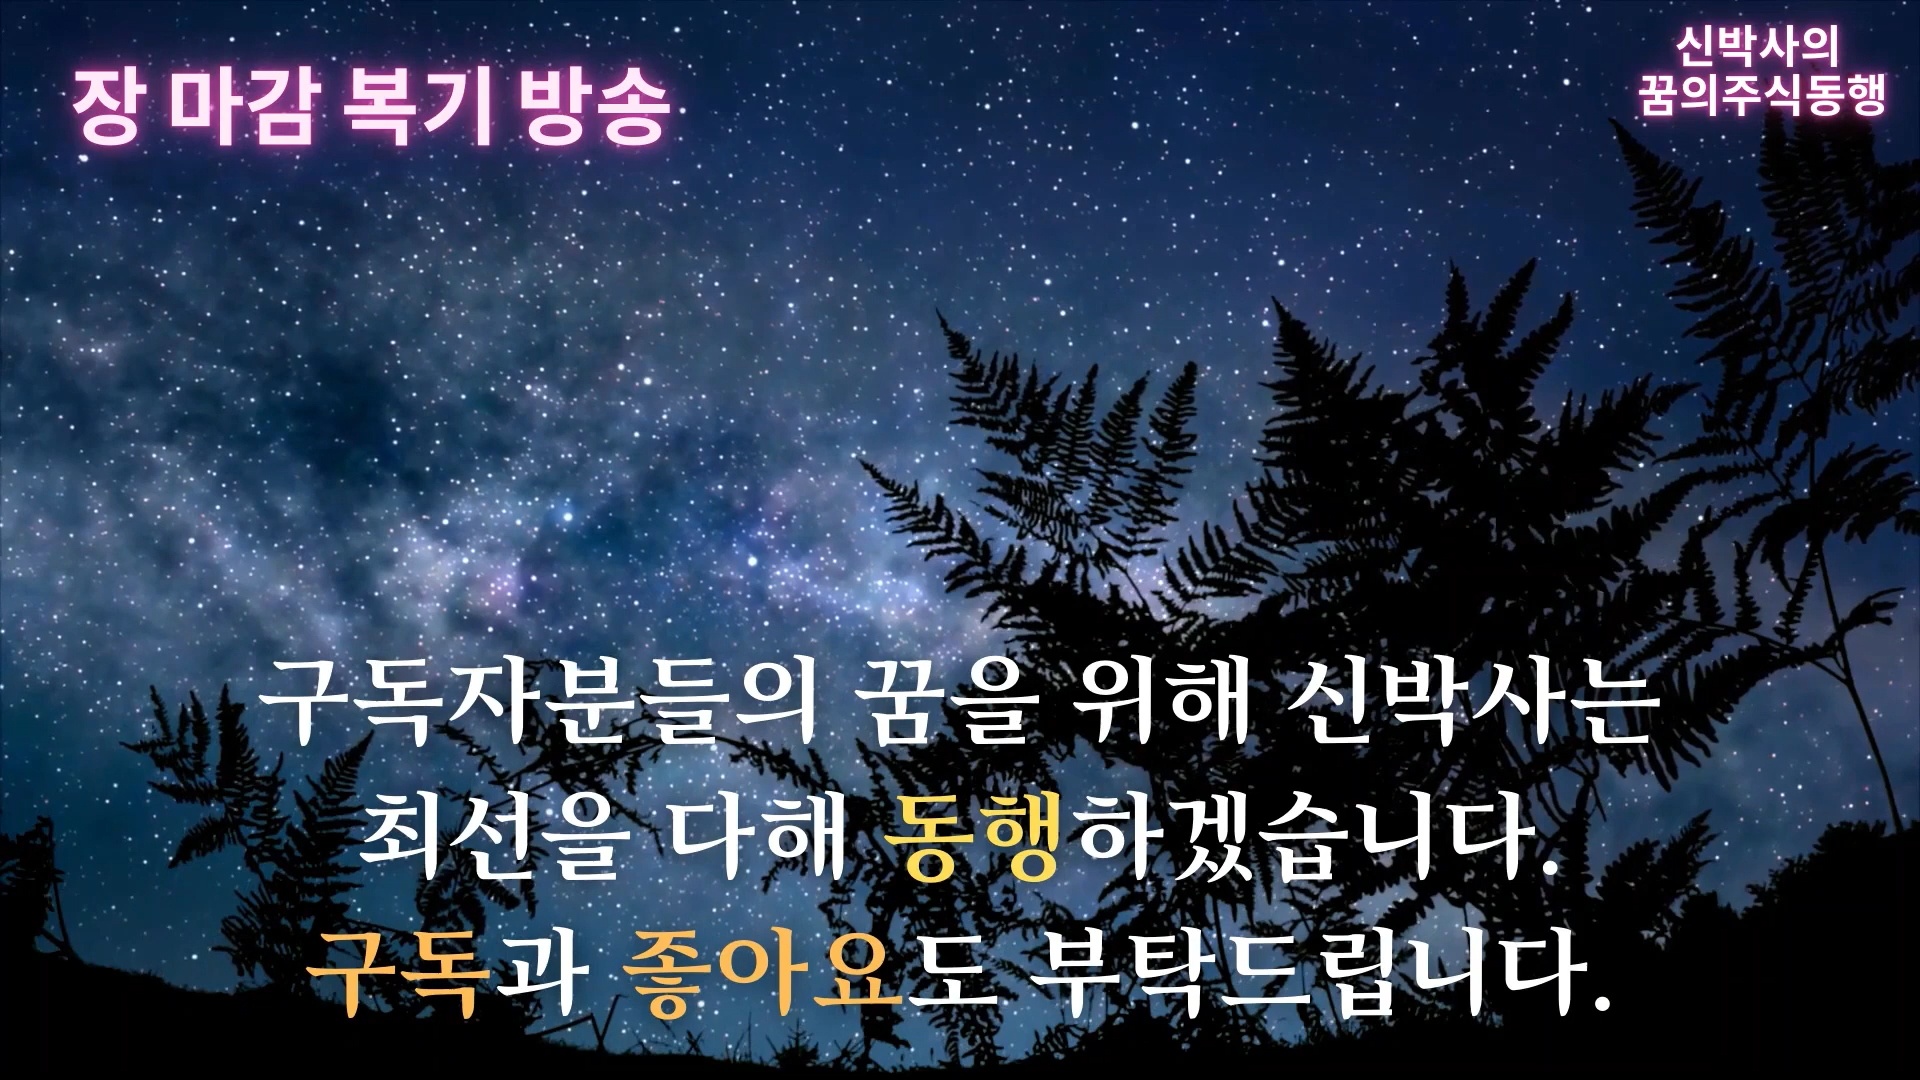 장 마감 복기 방송
신박사의
꿈의주식동행
구독자분들의 꿈을 위해 신박사는
최선을 다해 동행하겠습니다.
구독과 좋아요도 부탁드립니다.